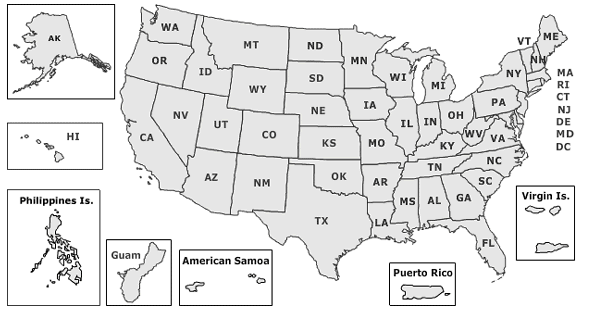 AK
WA
MT
ND
MN
VT
ME
NH
OR
ID
SD
WI
MI
NY
MA
RI
CT
NJ
DE
MD
DC
WY
NE
IA
PA
NV
UT
CO
IL
IN
OH
HI
CA
KS
MO
WV
VA
KY
AZ
NM
OK
AR
TN
NC
SC
TX
LA
MS
AL
GA
FL
Philippines Is.
Guam
American Samoa
Puerto Rico
Virgin Is.